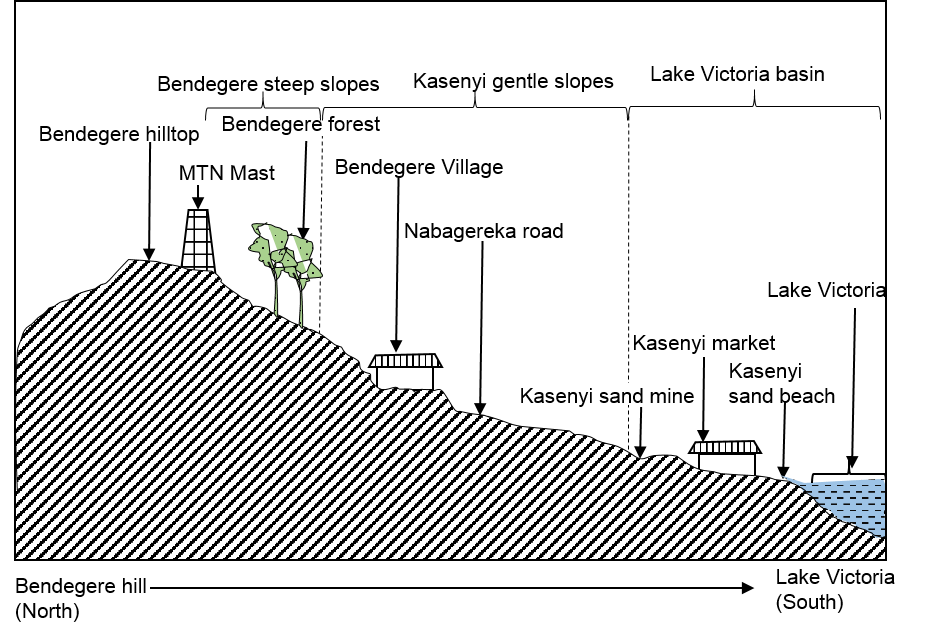 Bendegere steep slopes
Kasenyi gentle slopes
Lake Victoria basin
Bendegere hilltop
Bendegere forest
MTN Mast
Bendegere Village
Nabagereka road
Lake Victoria
Kasenyi market
Kasenyi
sand beach
Kasenyi sand mine
Bendegere hill
(North)
Lake Victoria
(South)